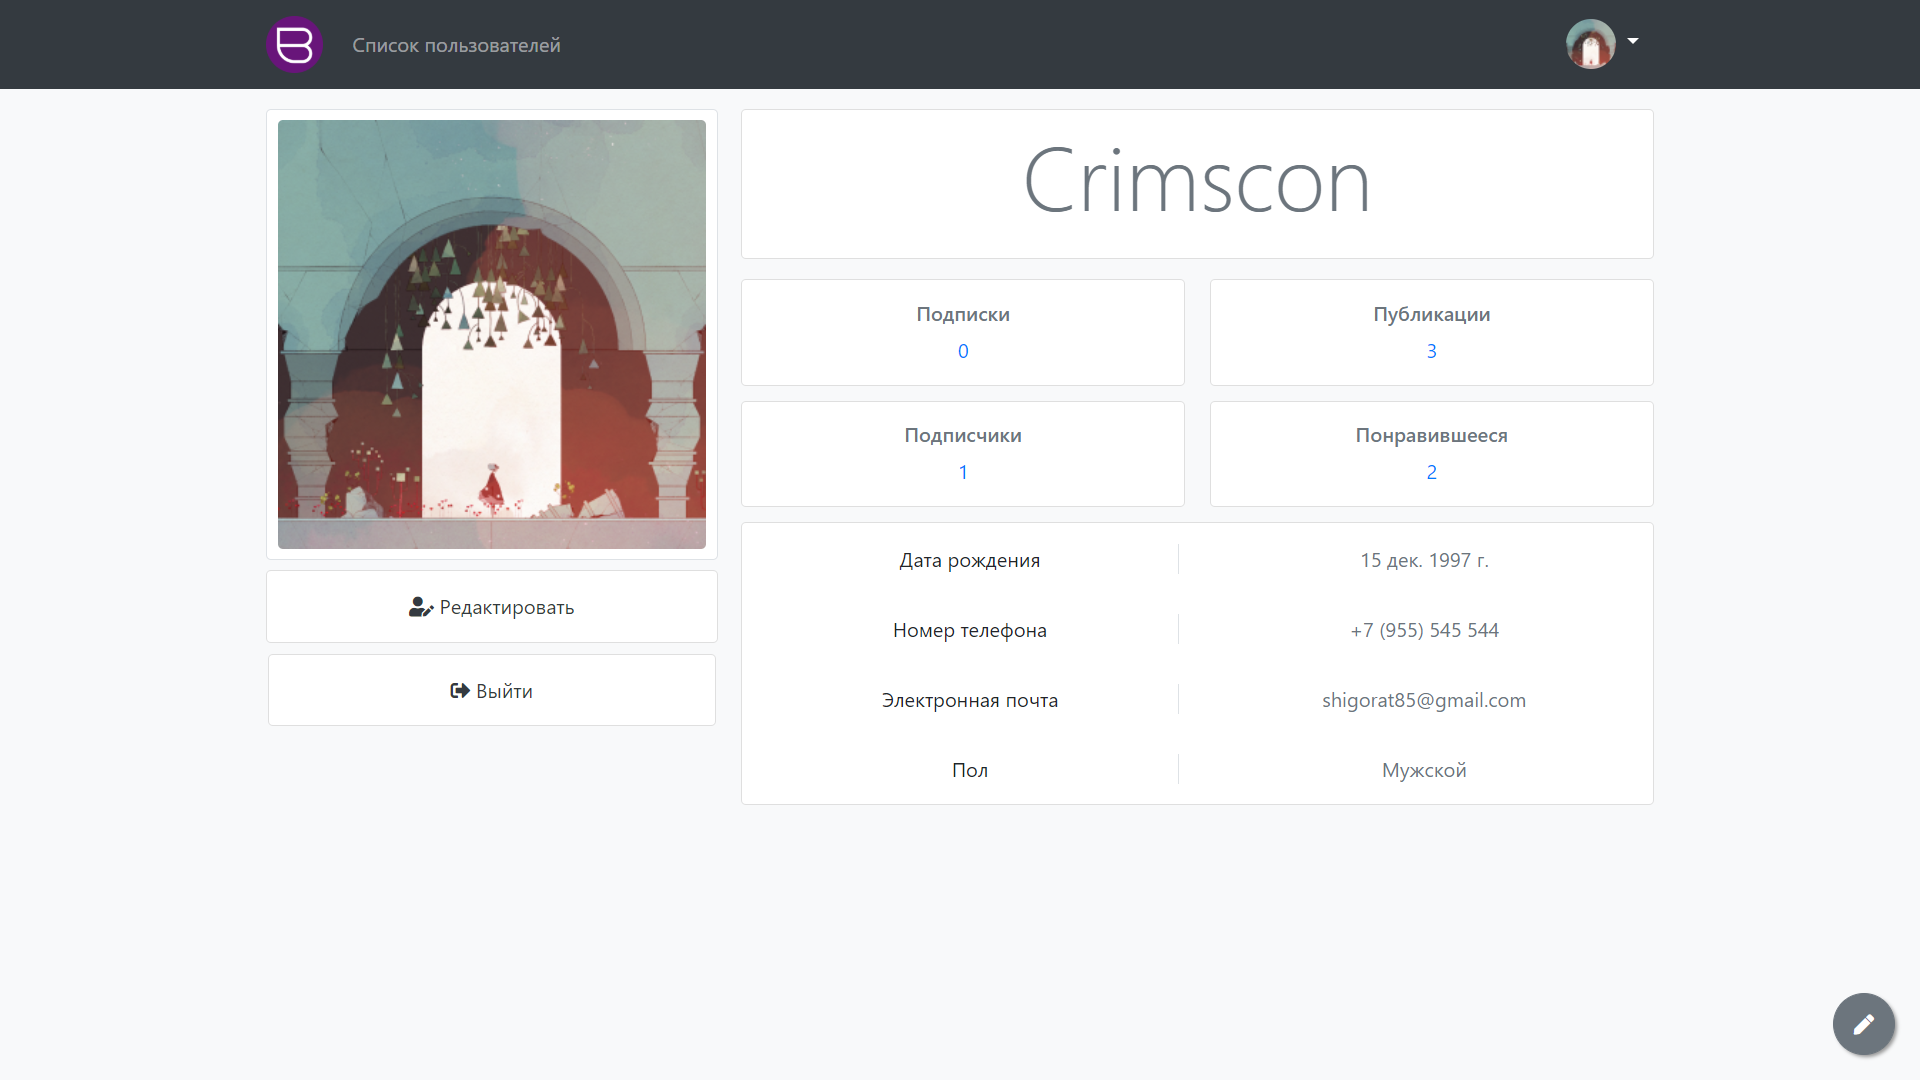 B
Список пользователей
Crimscon
Подписки
0
Публикации
3
Подписчики
1
Понравившееся
2
Дата рождения
15 дек. 1997 г.
Номер телефона
+7 (955) 545 544
Электронная почта
shigorat85@gmail.com
Пол
Мужской
Редактировать
Выйти